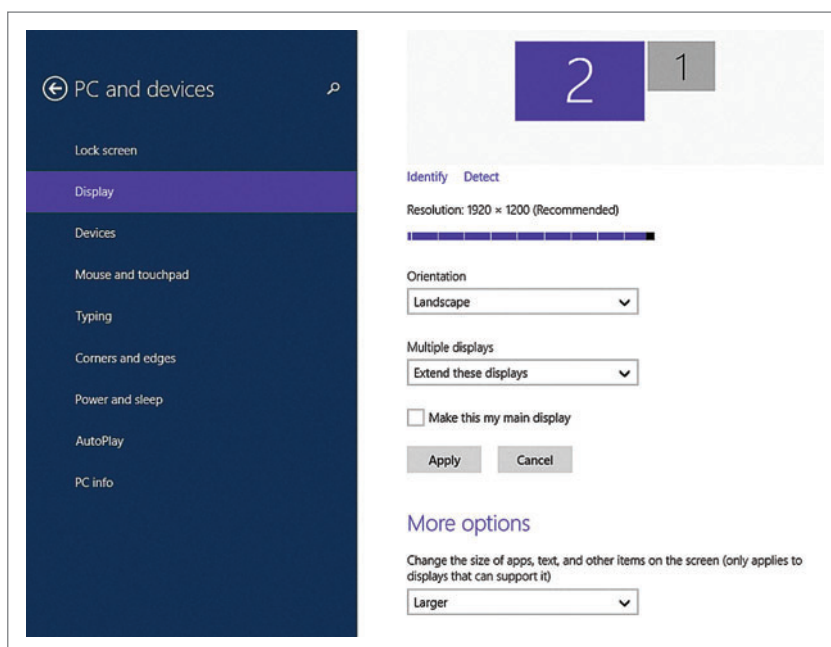 PC and devices
Lock screen
Display
Devices
Mouse and touchpad
Typing
Corners and edges
Power and sleep
AutoPlay
PC info
2
1
Identify Detect
Resolution: 1920 × 1200 (Recommended)
Orientation
Landscape
Multiple displays
Extend these displays
Make this my main display
Apply Cancel
More options
Change the size of apps, text, and other items on the screen (only applies to
displays that can support it)
Larger